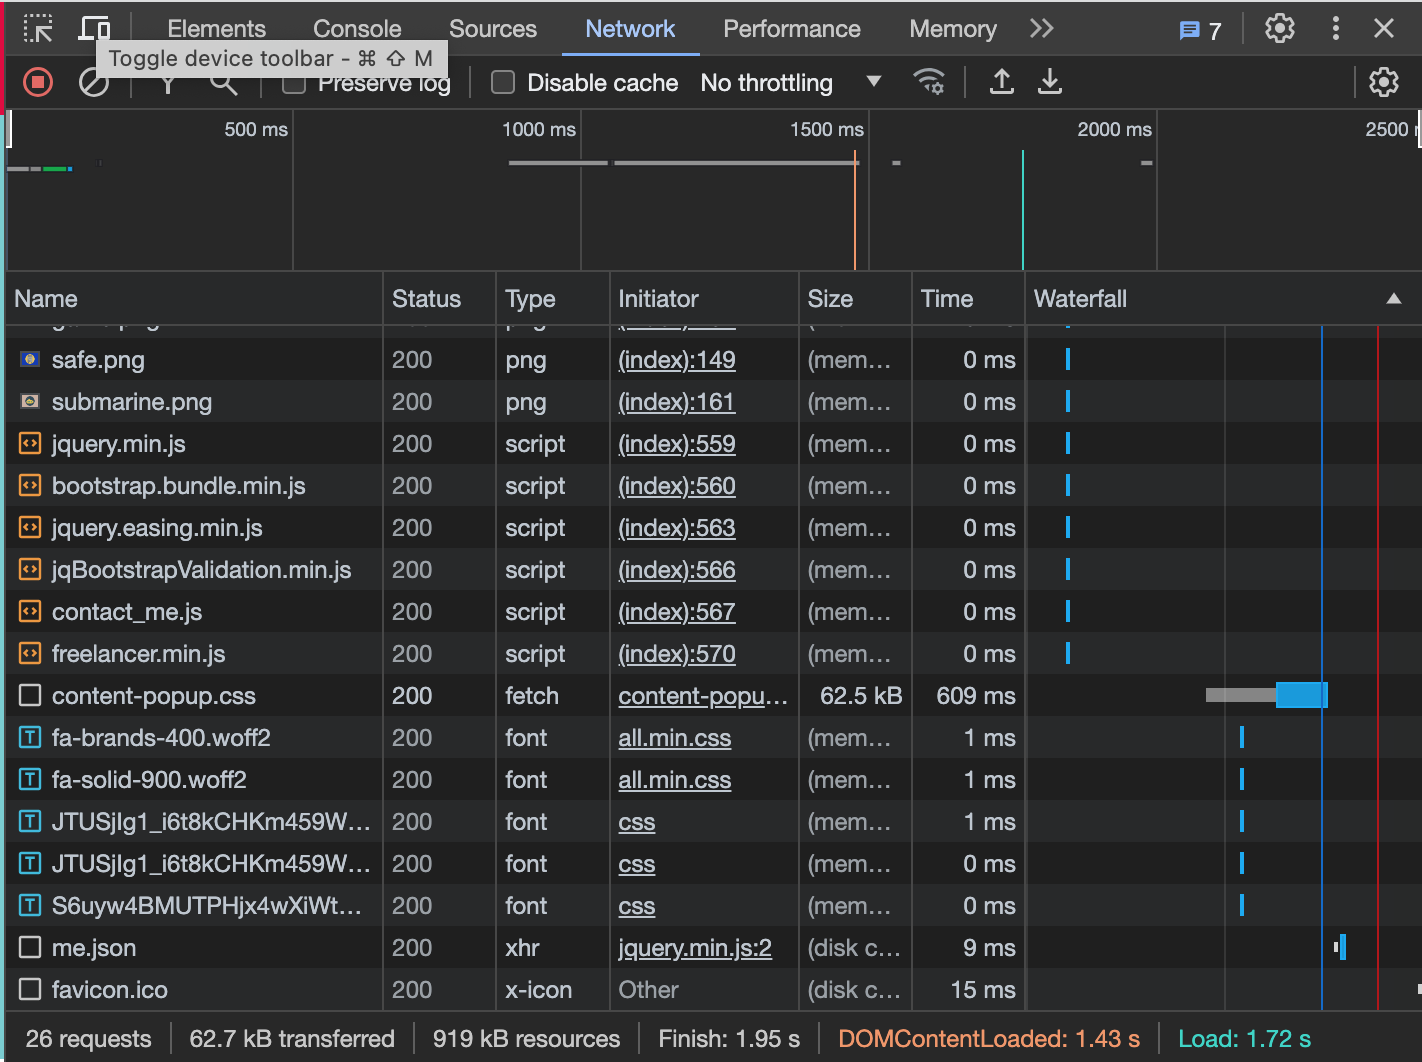 Elements Console Sources Network Performance Memory 7
Toggle device toolbar - ⌘ ⇧ M
Preserve log Disable cache No throttling
500 ms 1000 ms 1500 ms 2000 ms 2500
Name Status Type Initiator Size Time Waterfall
safe.png 200 png (index):149 (mem… 0 ms
submarine.png 200 png (index):161 (mem… 0 ms
jquery.min.js 200 script (index):559 (mem… 0 ms
bootstrap.bundle.min.js 200 script (index):560 (mem… 0 ms
jquery.easing.min.js 200 script (index):563 (mem… 0 ms
jqBootstrapValidation.min.js 200 script (index):566 (mem… 0 ms
contact_me.js 200 script (index):567 (mem… 0 ms
freelancer.min.js 200 script (index):570 (mem… 0 ms
content-popup.css 200 fetch content-popu… 62.5 kB 609 ms
fa-brands-400.woff2 200 font all.min.css (mem… 1 ms
fa-solid-900.woff2 200 font all.min.css (mem… 1 ms
JTUSjIg1_i6t8kCHKm459W… 200 font css (mem… 1 ms
JTUSjIg1_i6t8kCHKm459W… 200 font css (mem… 0 ms
S6uyw4BMUTPHjx4wXiWt… 200 font css (mem… 0 ms
me.json 200 xhr jquery.min.js:2 (disk c… 9 ms
favicon.ico 200 x-icon Other (disk c… 15 ms
26 requests 62.7 kB transferred 919 kB resources Finish: 1.95 s DOMContentLoaded: 1.43 s Load: 1.72 s